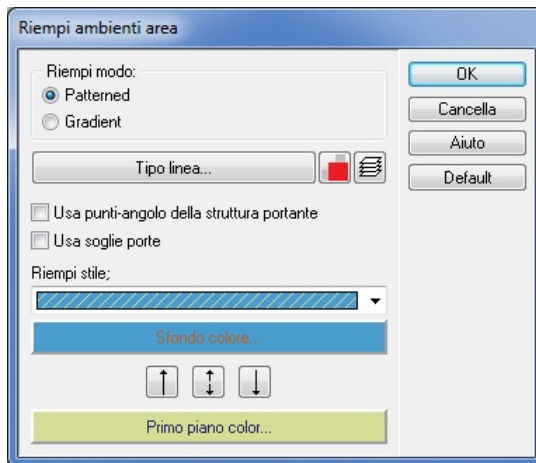 Riempi ambienti area
Riempi modo:
Patterned
Gradient
Tipo linea...
Usa punti-angolo della struttura portante
Usa soglie porte
Riempi stile;
Sfondo colore...
Primo piano color...
OK
Cancella
Aiuto
Default